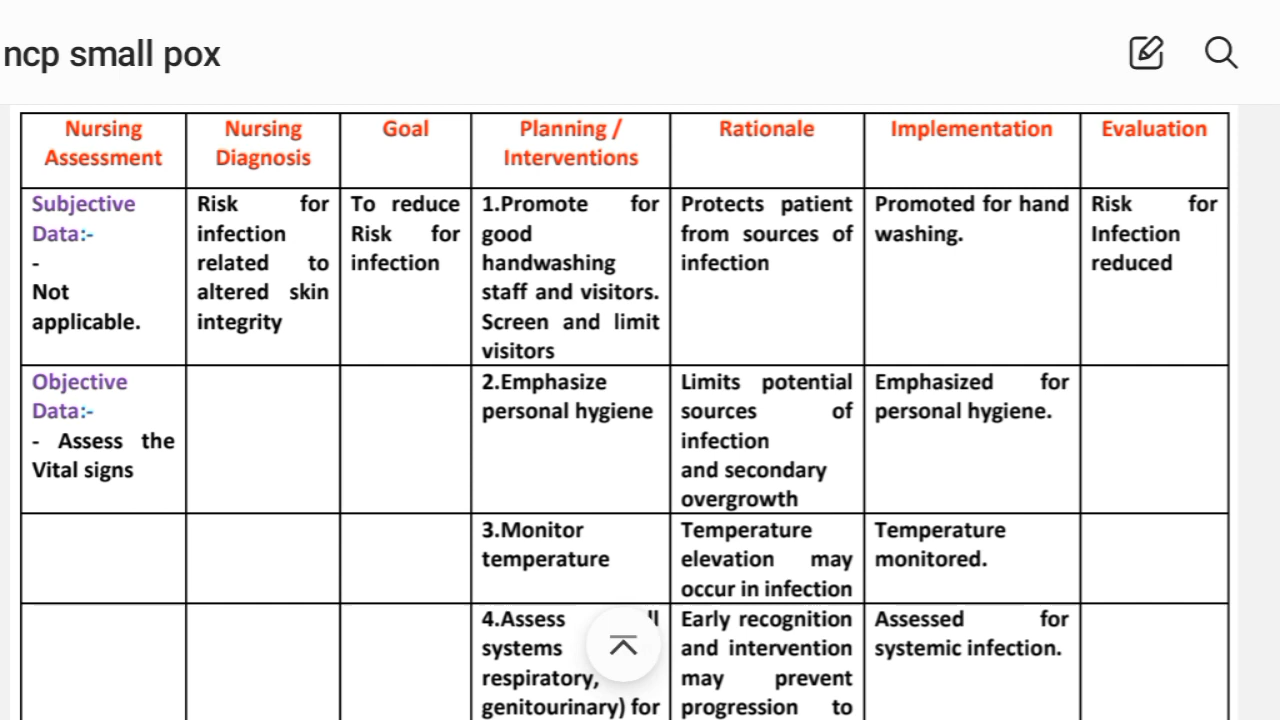 ncp small pox
Nursing
Assessment
Nursing
Diagnosis
Goal
Planning /
Interventions
Rationale
Implementation
Evaluation
Subjective
Data:-
-
Not
applicable.
Risk for
infection
related to
altered skin
integrity
To reduce
Risk for
infection
1.Promote for
good
handwashing
staff and visitors.
Screen and limit
visitors
Protects patient
from sources of
infection
Promoted for hand
washing.
Risk for
Infection
reduced
Objective
Data:-
- Assess the
Vital signs
2.Emphasize
personal hygiene
Limits potential
sources of
infection
and secondary
overgrowth
Emphasized for
personal hygiene.
3.Monitor
temperature
Temperature
elevation may
occur in infection
Temperature
monitored.
4.Assess
systems
respiratory,
genitourinary) for
Early recognition
and intervention
may prevent
progression to
Assessed for
systemic infection.